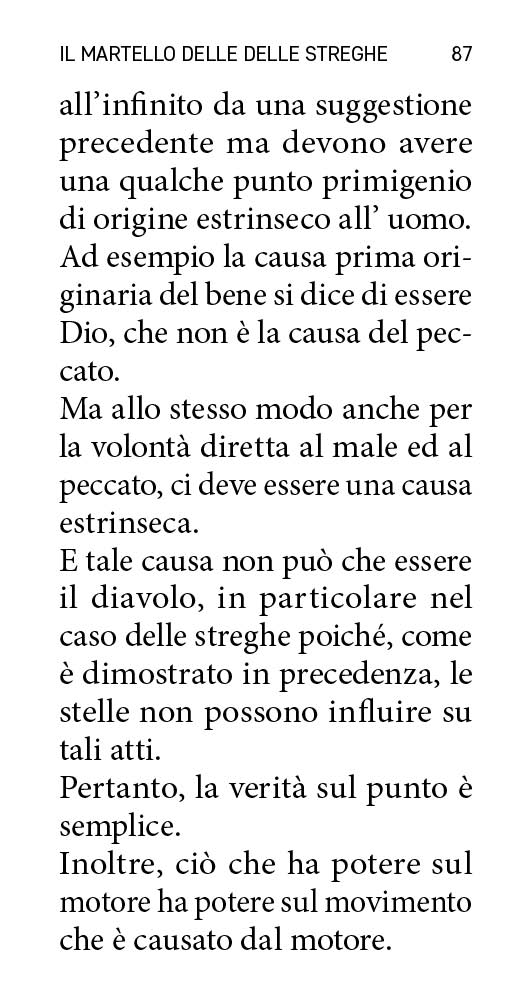 IL MARTELLO DELLE DELLE STREGHE 87
all’infinito da una suggestione
precedente ma devono avere
una qualche punto primigenio
di origine estrinseco all’ uomo.
Ad esempio la causa prima ori-
ginaria del bene si dice di essere
Dio, che non è la causa del pec-
cato.
Ma allo stesso modo anche per
la volontà diretta al male ed al
peccato, ci deve essere una causa
estrinseca.
E tale causa non può che essere
il diavolo, in particolare nel
caso delle streghe poiché, come
è dimostrato in precedenza, le
stelle non possono influire su
tali atti.
Pertanto, la verità sul punto è
semplice.
Inoltre, ciò che ha potere sul
motore ha potere sul movimento
che è causato dal motore.